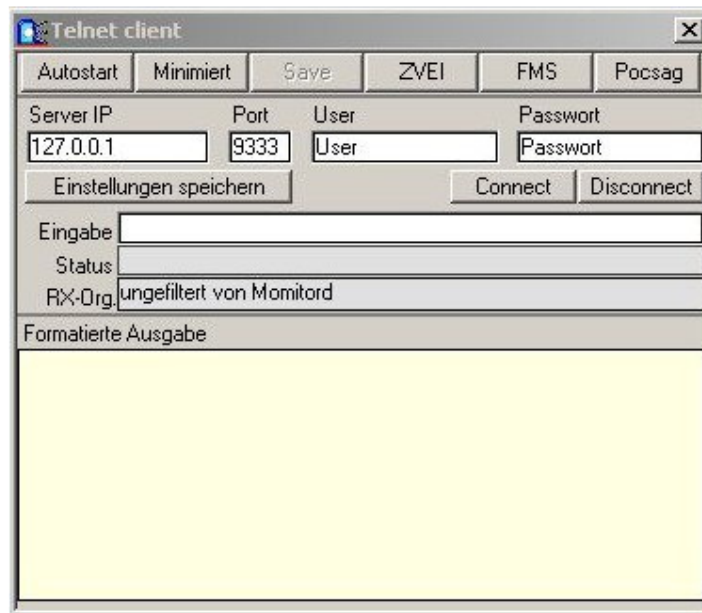 Telnet client
Autostart Minimiert Save ZVEI FMS Pocsag
Server IP Port User Passwort
127.0.0.1 9333 User Passwort
Einstellungen speichern Connect Disconnect
Eingabe
Status
RX-Org. ungefiltert von Momitord
Formatierte Ausgabe